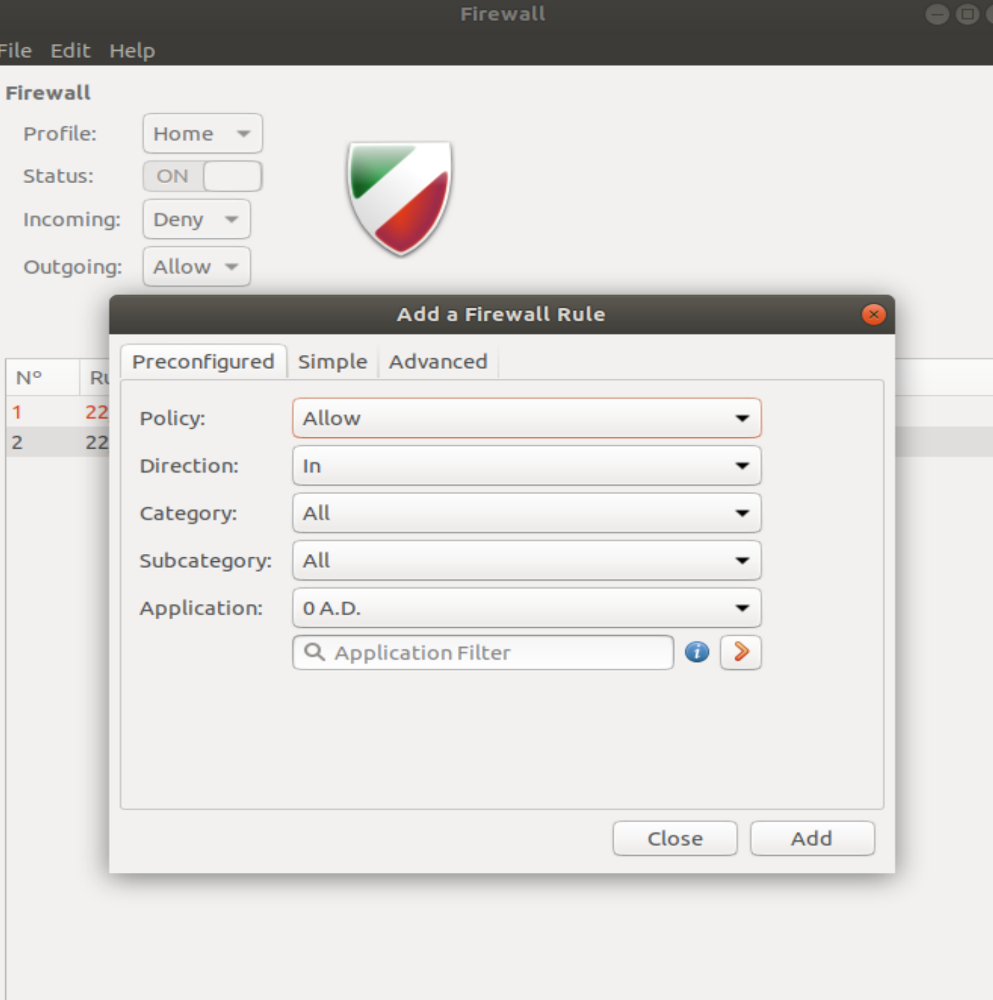 Firewall
File Edit Help
Firewall
Profile: Home
Status: ON
Incoming: Deny
Outgoing: Allow
Add a Firewall Rule
Preconfigured Simple Advanced
Nº
1 22
2 22
Policy: Allow
Direction: In
Category: All
Subcategory: All
Application: 0 A.D.
Application Filter
Close Add